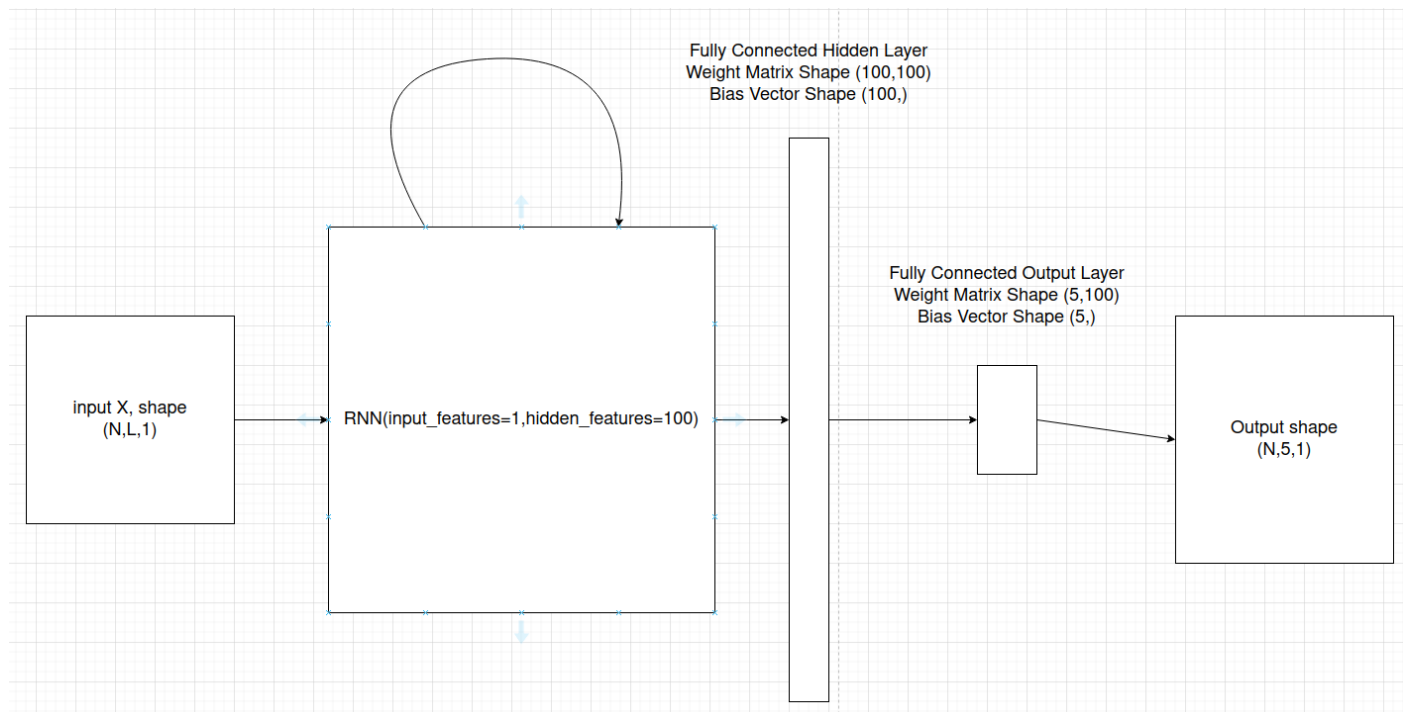 Fully Connected Hidden Layer
Weight Matrix Shape (100,100)
Bias Vector Shape (100,)
Fully Connected Output Layer
Weight Matrix Shape (5,100)
Bias Vector Shape (5,)
input X, shape
(N,L,1)
RNN(input_features=1,hidden_features=100)
Output shape
(N,5,1)